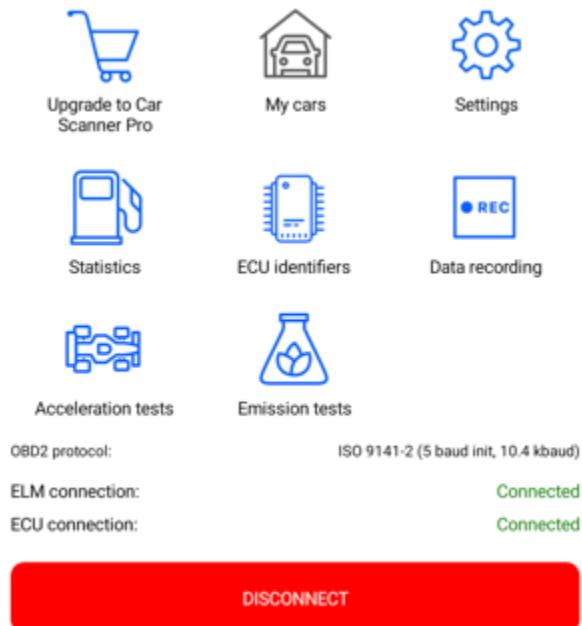 Upgrade to Car
Scanner Pro
My cars
Settings
Statistics
ECU identifiers
REC
Data recording
Acceleration tests
Emission tests
OBD2 protocol: ISO 9141-2 (5 baud init, 10.4 kbaud)
ELM connection: Connected
ECU connection: Connected
DISCONNECT